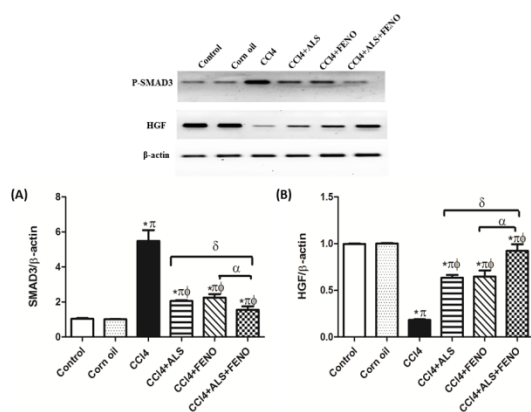 Control
Corn oil
CCl4
CCl4+ALS
CCl4+FENO
CCl4+ALS+FENO
P-SMAD3
HGF
β-actin
(A)
SMAD3/β-actin
8
6
4
2
0
*π
*πϕ
*πϕ
*πϕ
δ
α
Control
Corn oil
CCl4
CCl4+ALS
CCl4+FENO
CCl4+ALS+FENO
(B)
HGF/β-actin
1.5
1.0
0.5
0.0
*π
*πϕ
*πϕ
*πϕ
δ
α
Control
Corn oil
CCl4
CCl4+ALS
CCl4+FENO
CCl4+ALS+FENO